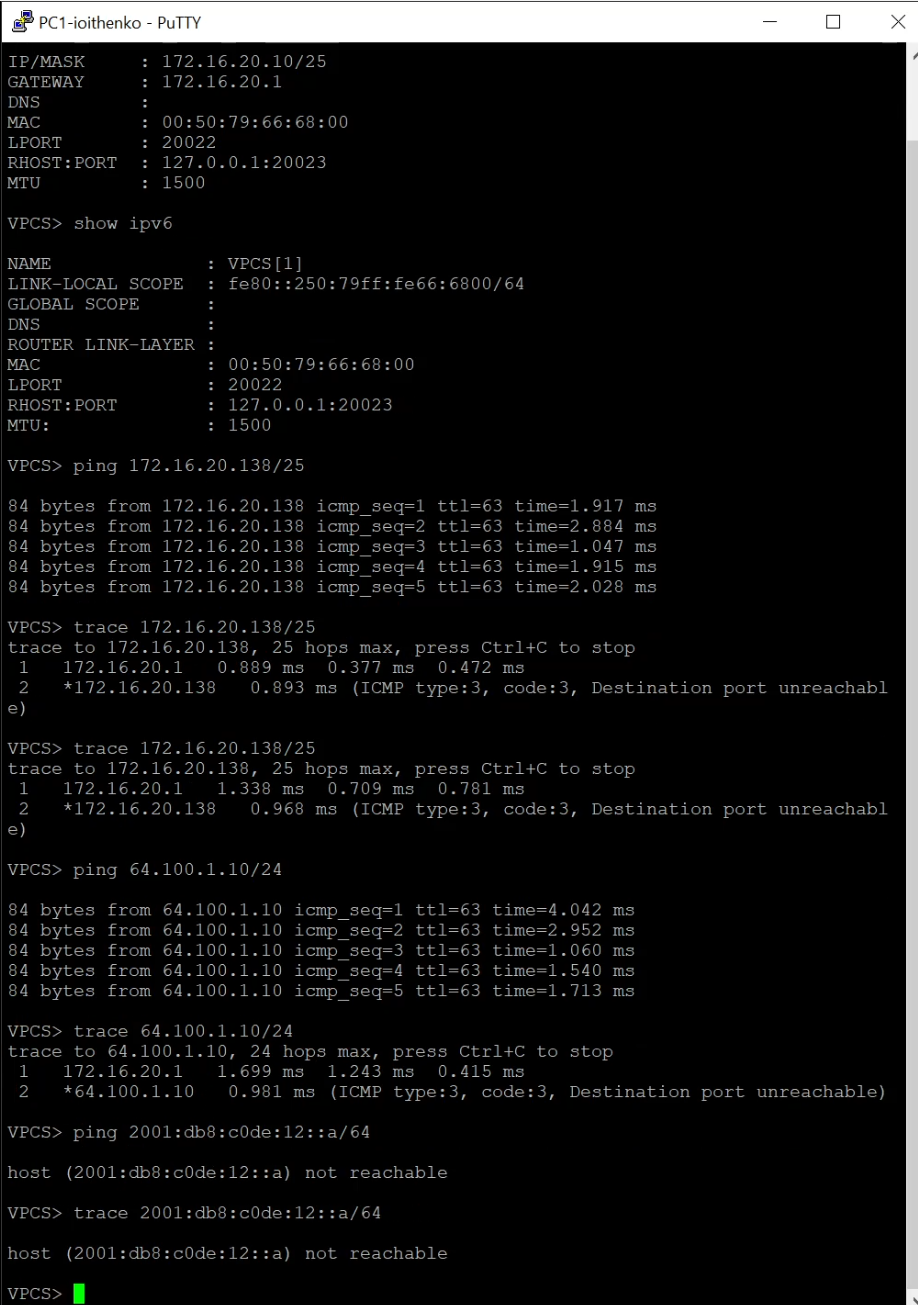 PC1-ioithenko - PuTTY
IP/MASK : 172.16.20.10/25
GATEWAY : 172.16.20.1
DNS :
MAC : 00:50:79:66:68:00
LPORT : 20022
RHOST:PORT : 127.0.0.1:20023
MTU : 1500
VPCS> show ipv6
NAME : VPCS[1]
LINK-LOCAL SCOPE : fe80::250:79ff:fe66:6800/64
GLOBAL SCOPE :
DNS :
ROUTER LINK-LAYER :
MAC : 00:50:79:66:68:00
LPORT : 20022
RHOST:PORT : 127.0.0.1:20023
MTU: : 1500
VPCS> ping 172.16.20.138/25
84 bytes from 172.16.20.138 icmp_seq=1 ttl=63 time=1.917 ms
84 bytes from 172.16.20.138 icmp_seq=2 ttl=63 time=2.884 ms
84 bytes from 172.16.20.138 icmp_seq=3 ttl=63 time=1.047 ms
84 bytes from 172.16.20.138 icmp_seq=4 ttl=63 time=1.915 ms
84 bytes from 172.16.20.138 icmp_seq=5 ttl=63 time=2.028 ms
VPCS> trace 172.16.20.138/25
trace to 172.16.20.138, 25 hops max, press Ctrl+C to stop
1 172.16.20.1 0.889 ms 0.377 ms 0.472 ms
2 *172.16.20.138 0.893 ms (ICMP type:3, code:3, Destination port unreachabl
e)
VPCS> trace 172.16.20.138/25
trace to 172.16.20.138, 25 hops max, press Ctrl+C to stop
1 172.16.20.1 1.338 ms 0.709 ms 0.781 ms
2 *172.16.20.138 0.968 ms (ICMP type:3, code:3, Destination port unreachabl
e)
VPCS> ping 64.100.1.10/24
84 bytes from 64.100.1.10 icmp_seq=1 ttl=63 time=4.042 ms
84 bytes from 64.100.1.10 icmp_seq=2 ttl=63 time=2.952 ms
84 bytes from 64.100.1.10 icmp_seq=3 ttl=63 time=1.060 ms
84 bytes from 64.100.1.10 icmp_seq=4 ttl=63 time=1.540 ms
84 bytes from 64.100.1.10 icmp_seq=5 ttl=63 time=1.713 ms
VPCS> trace 64.100.1.10/24
trace to 64.100.1.10, 24 hops max, press Ctrl+C to stop
1 172.16.20.1 1.699 ms 1.243 ms 0.415 ms
2 *64.100.1.10 0.981 ms (ICMP type:3, code:3, Destination port unreachable)
VPCS> ping 2001:db8:c0de:12::a/64
host (2001:db8:c0de:12::a) not reachable
VPCS> trace 2001:db8:c0de:12::a/64
host (2001:db8:c0de:12::a) not reachable
VPCS>